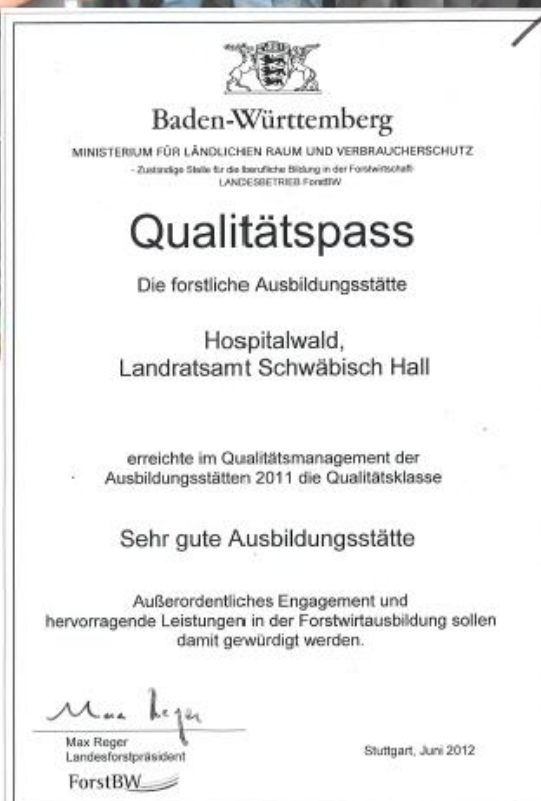 Baden-Württemberg
MINISTERIUM FÜR LÄNDLICHEN RAUM UND VERBRAUCHERSCHUTZ
- Zuständige Stelle für die berufliche Bildung in der Forstwirtschaft-
LANDESBETRIEB ForstBW
Qualitätspass
Die forstliche Ausbildungsstätte
Hospitalwald,
Landratsamt Schwäbisch Hall
erreichte im Qualitätsmanagement der
Ausbildungsstätten 2011 die Qualitätsklasse
Sehr gute Ausbildungsstätte
Außerordentliches Engagement und
hervorragende Leistungen in der Forstwirtausbildung sollen
damit gewürdigt werden.
Max Reger
Max Reger
Landesforstpräsident
Stuttgart, Juni 2012
ForstBW